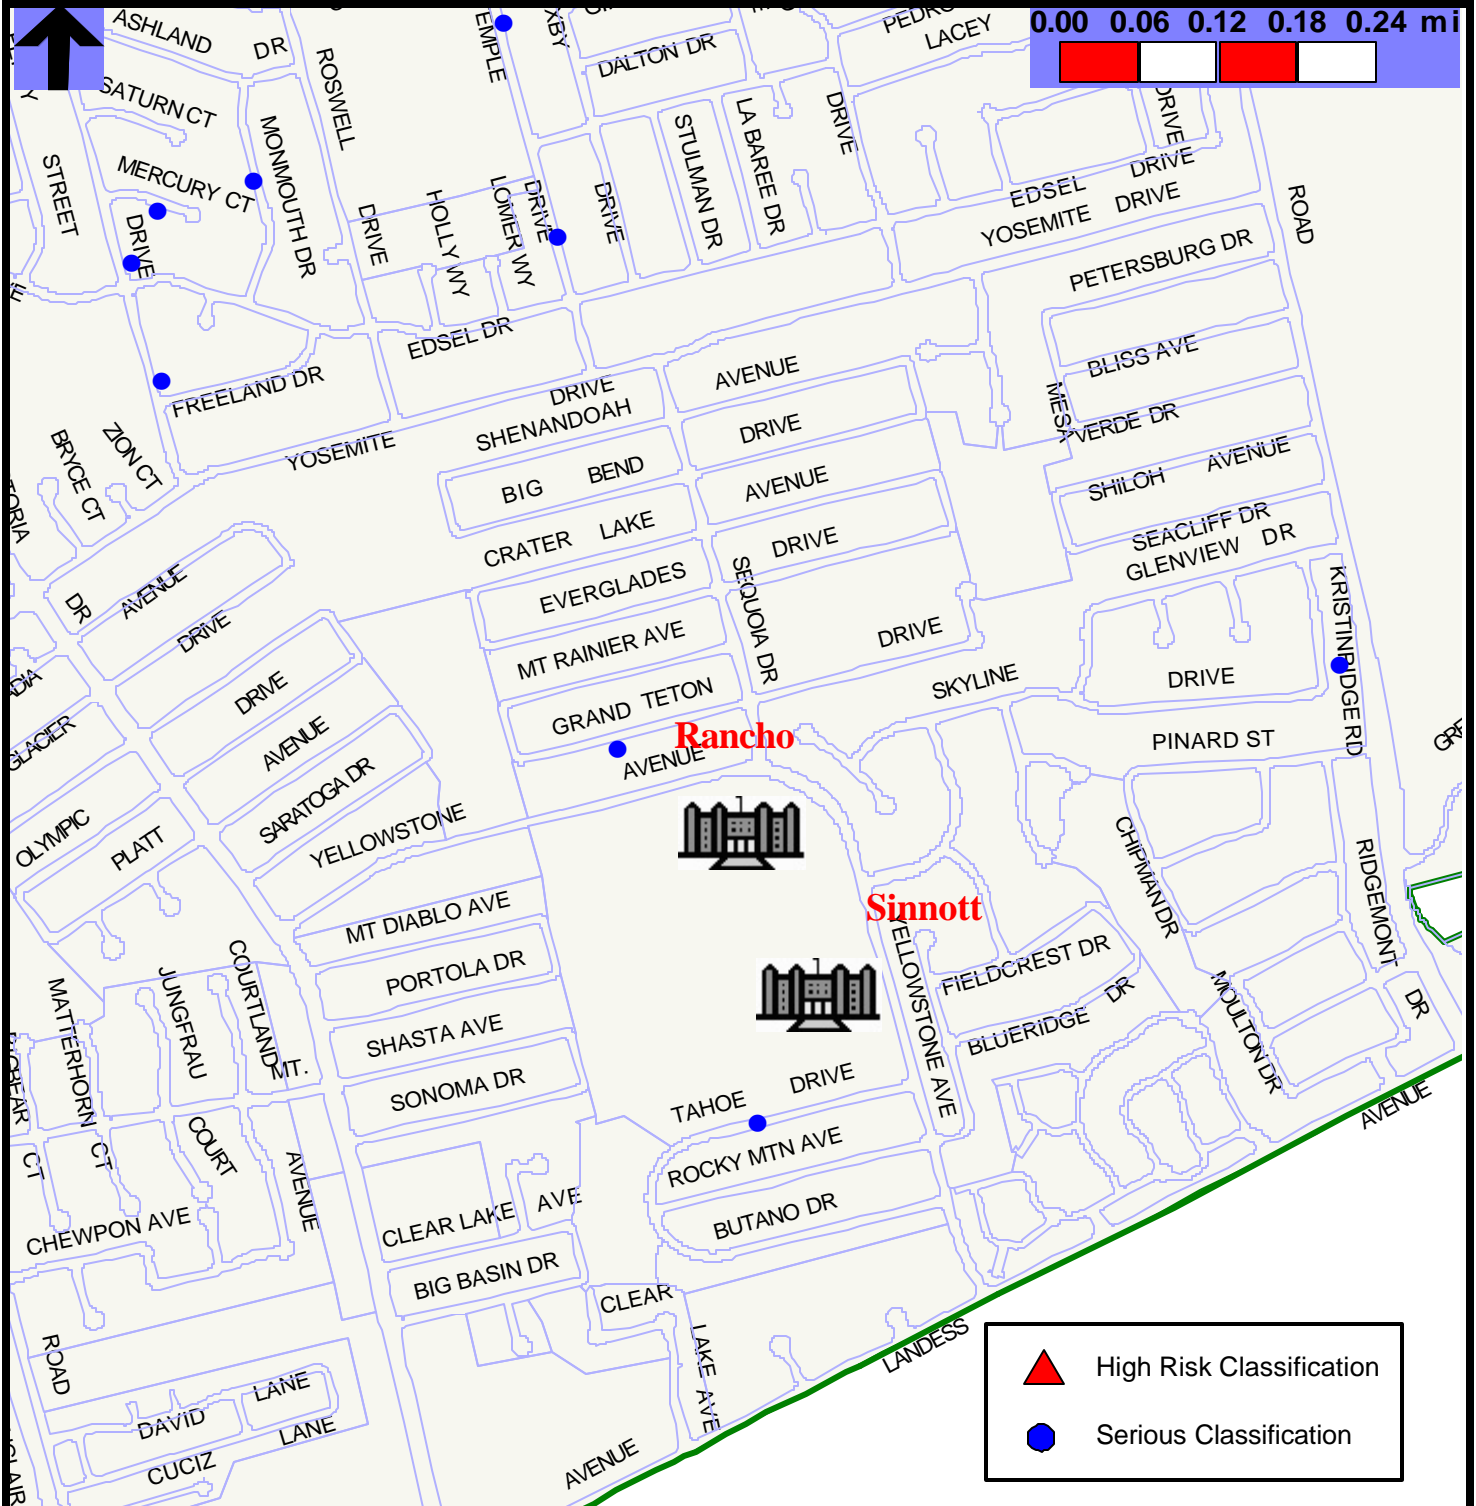 0.00 0.06 0.12 0.18 0.24 mi
ASHLAND
DR
ROSWELL
DALTON DR
LACEY
SATURN CT
MONMOUTH DR
MERCURY CT
STREET
DRIVE
DRIVE
HOLLY WY
LOMER WY
DRIVE
DRIVE
STULMAN DR
LA BAREE DR
DRIVE
DRIVE
EDSEL DRIVE
YOSEMITE DRIVE
ROAD
PETERSBURG DR
EDSEL DR
FREELAND DR
BLISS AVE
DRIVE
AVENUE
SHENANDOAH
MESA
VERDE DR
DRIVE
YOSEMITE
ZION CT
BRYCE CT
BIG BEND
AVENUE
SHILOH AVENUE
CRATER LAKE
DRIVE
SEACLIFF DR
GLENVIEW DR
EVERGLADES
SEQUOIA DR
KRISTINRIDGE RD
DR
AVENUE
DRIVE
MT RAINIER AVE
DRIVE
SKYLINE
DRIVE
DRIVE
GRAND TETON
Rancho
AVENUE
PINARD ST
GLACIER
AVENUE
SARATOGA DR
YELLOWSTONE
OLYMPIC
PLATT
CHIPMAN DR
RIDGEMONT
DR
MT DIABLO AVE
Sinnott
YELLOWSTONE AVE
FIELDCREST DR
PORTOLA DR
BLUERIDGE DR
MOULTON DR
MATTERHORN CT
JUNGFRAU
COURT
COURTLAND
AVENUE
MT.
SHASTA AVE
SONOMA DR
TAHOE DRIVE
ROCKY MTN AVE
AVENUE
CT
CHEWPON AVE
CLEAR LAKE AVE
BUTANO DR
BIG BASIN DR
CLEAR
LAKE AVE
LANDESS
ROAD
LANE
DAVID
LANE
CUCIZ
AVENUE
High Risk Classification
Serious Classification